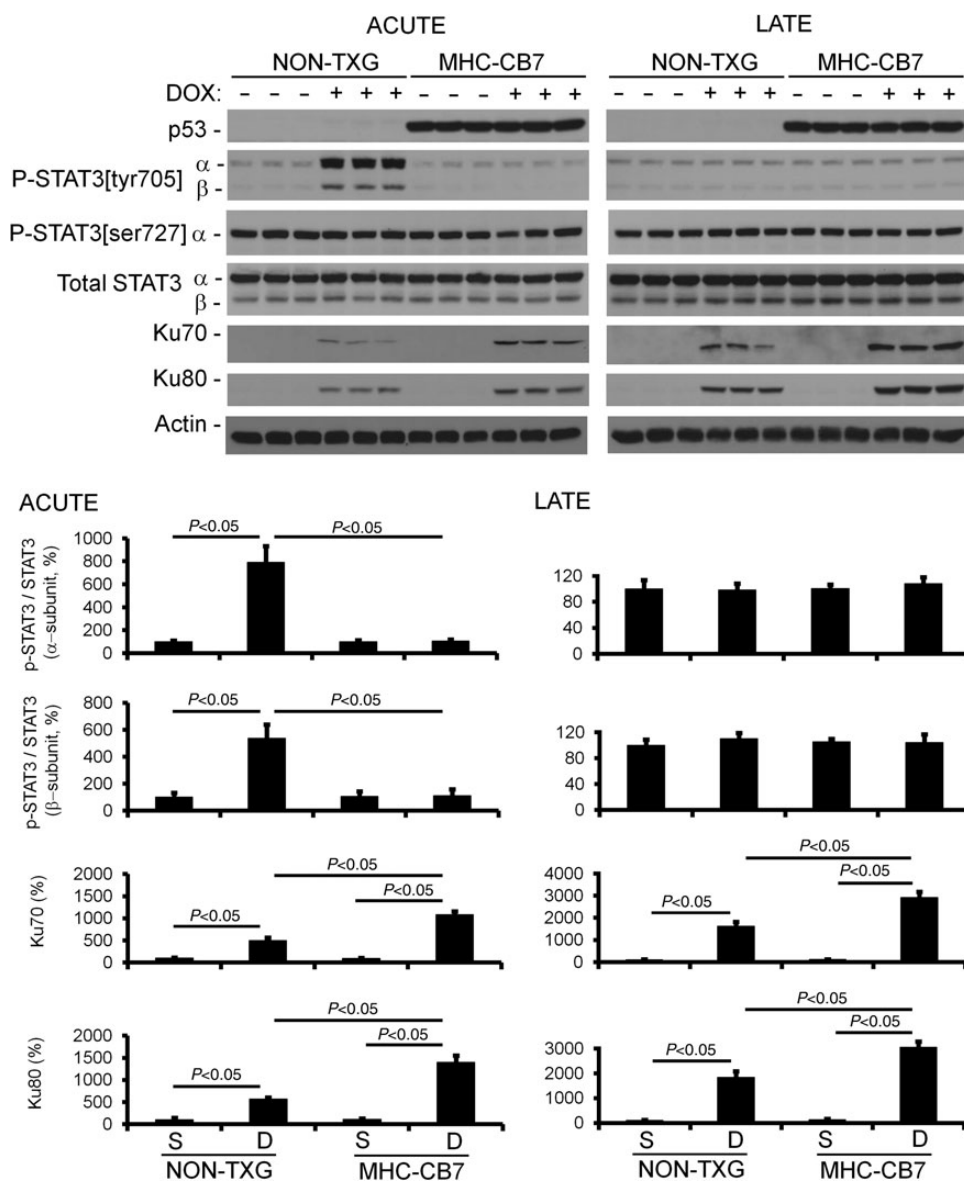 ACUTE LATE
NON-TXG MHC-CB7 NON-TXG MHC-CB7
DOX: – – – + + + – – – + + + – – – + + + – – – + + +
p53 -
P-STAT3[tyr705] α -
β -
P-STAT3[ser727] α -
Total STAT3 α -
β -
Ku70 -
Ku80 -
Actin -
ACUTE
p-STAT3 / STAT3
(α–subunit, %)
1000
800
600
400
200
0
P<0.05 P<0.05
p-STAT3 / STAT3
(β–subunit, %)
800
600
400
200
0
P<0.05 P<0.05
Ku70 (%)
2000
1500
1000
500
0
P<0.05
P<0.05
P<0.05
Ku80 (%)
2000
1500
1000
500
0
P<0.05
P<0.05
P<0.05
S D S D
NON-TXG MHC-CB7
LATE
120
80
40
0
120
80
40
0
4000
3000
2000
1000
0
P<0.05
P<0.05
P<0.05
3000
2000
1000
0
P<0.05
P<0.05
P<0.05
S D S D
NON-TXG MHC-CB7